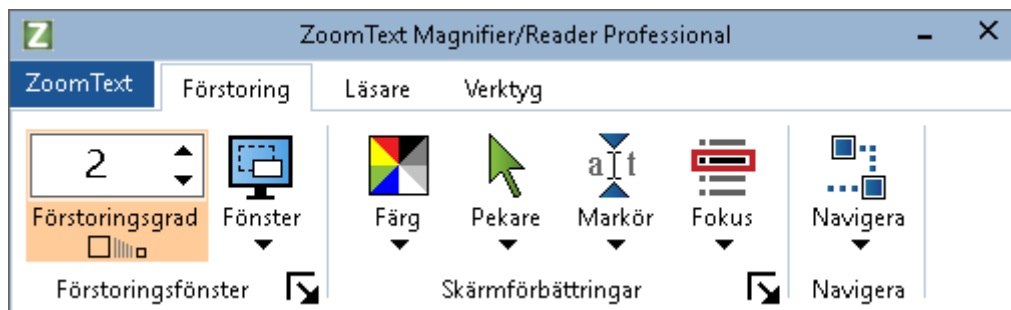 Z ZoomText Magnifier/Reader Professional
ZoomText Förstoring Läsare Verktyg
2
Förstoringsgrad Fönster Färg Pekare a t Markör Fokus Navigera
Förstoringsfönster Skärmförbättringar Navigera